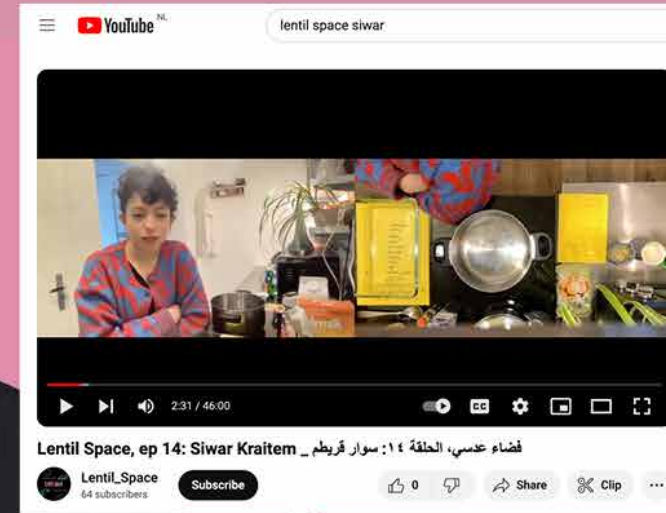 YouTube NL
lentil space siwar
2:31 / 46:00
CC
Lentil Space, ep 14: Siwar Kraitem _ فضاء عدسي، الحلقة ١٤: سوار قريطم
Lentil_Space
64 subscribers
Subscribe
0
Share
Clip